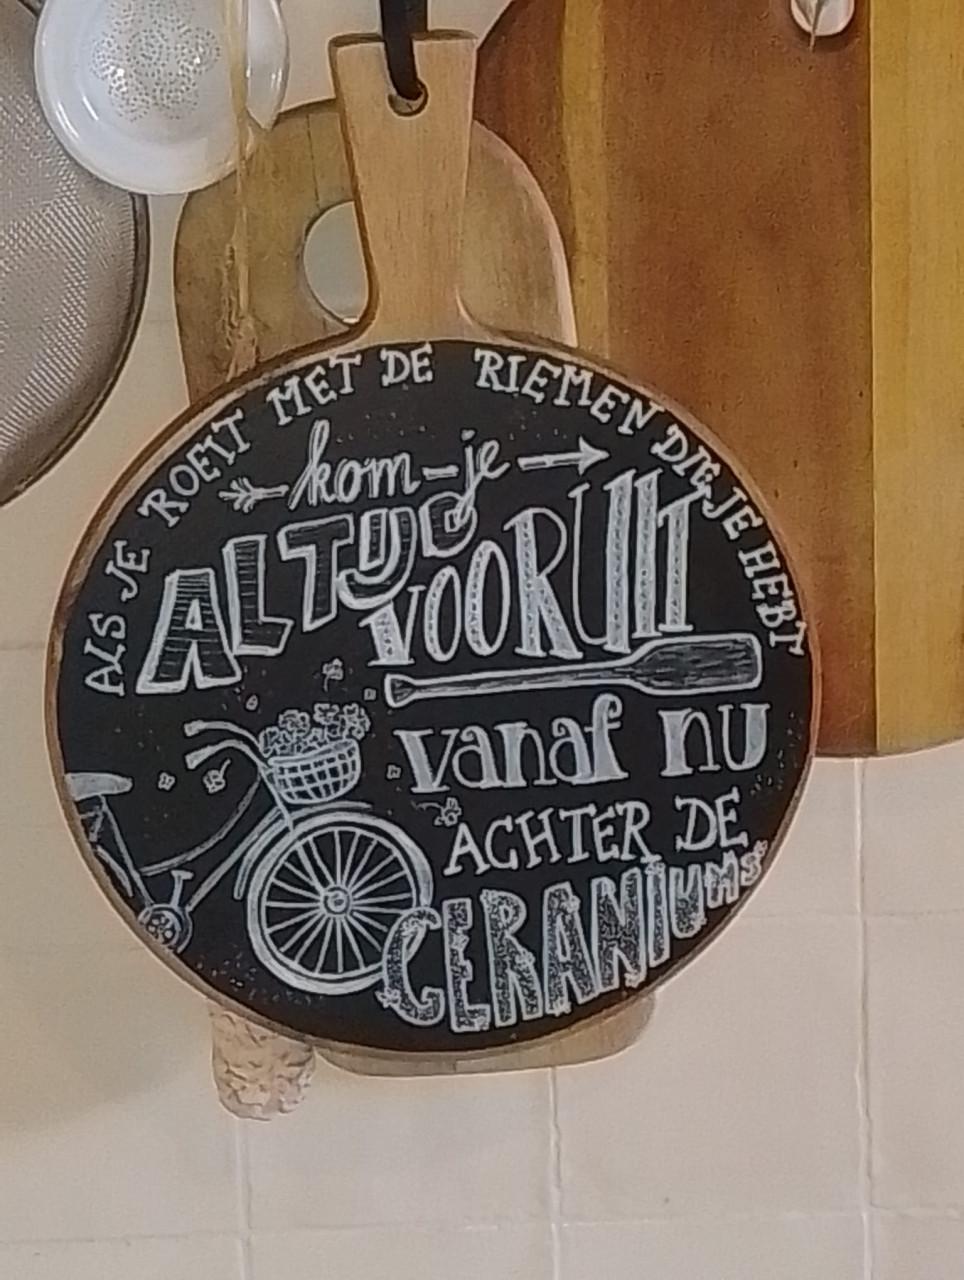 ALS JE ROEIT MET DE RIEMEN DIE JE HEBT
kom-je
ALTIJD
VOORUIT
vanaf nu
ACHTER DE
GERANIUMS